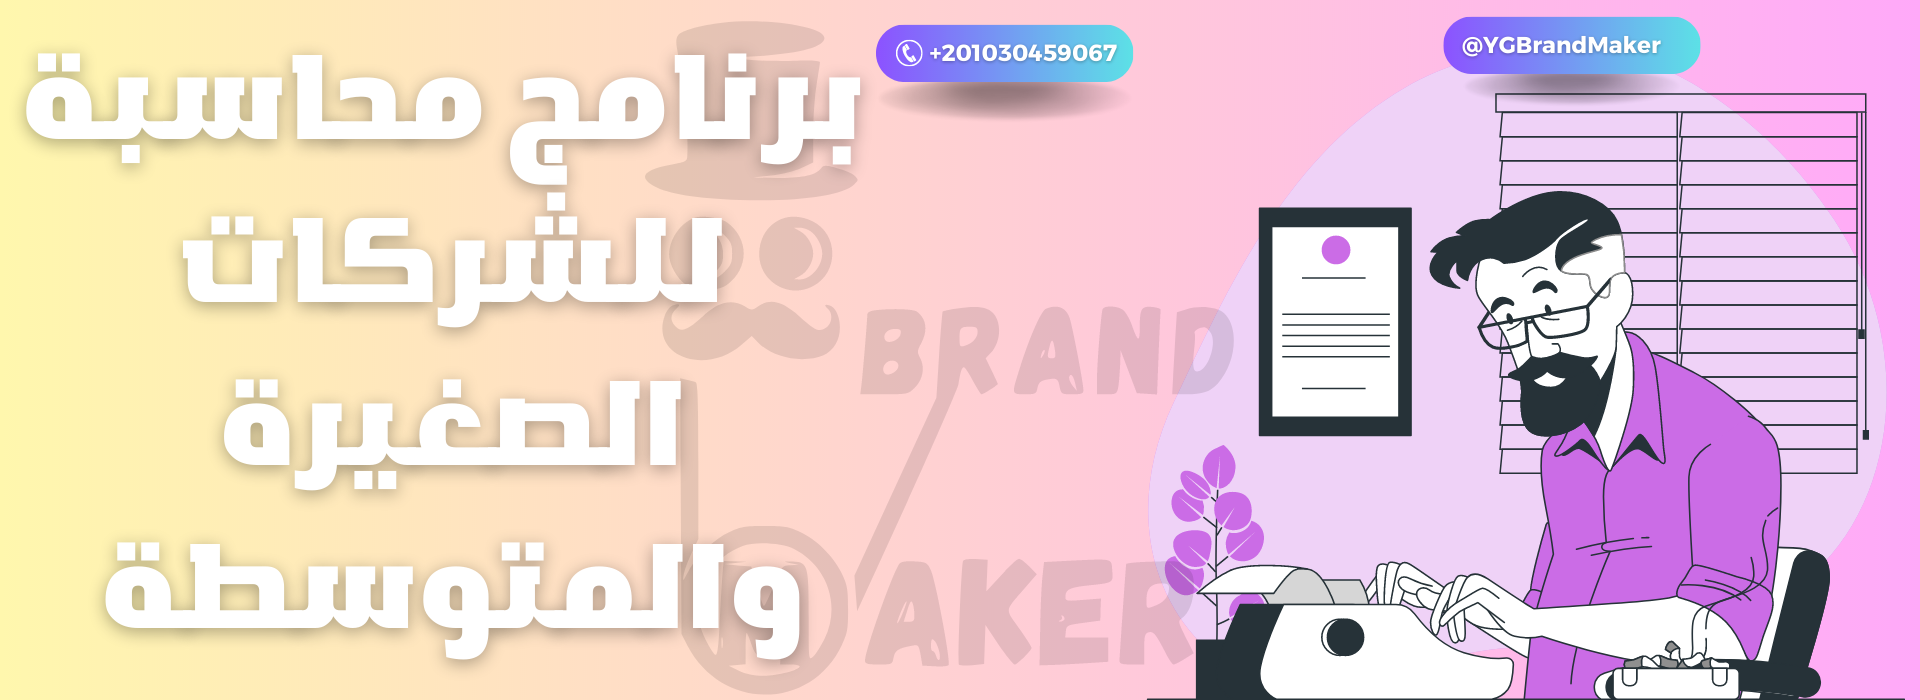 برنامج محاسبة
للشركات
الصغيرة
والمتوسطة
+201030459067
@YGBrandMaker
BRAND
MAKER